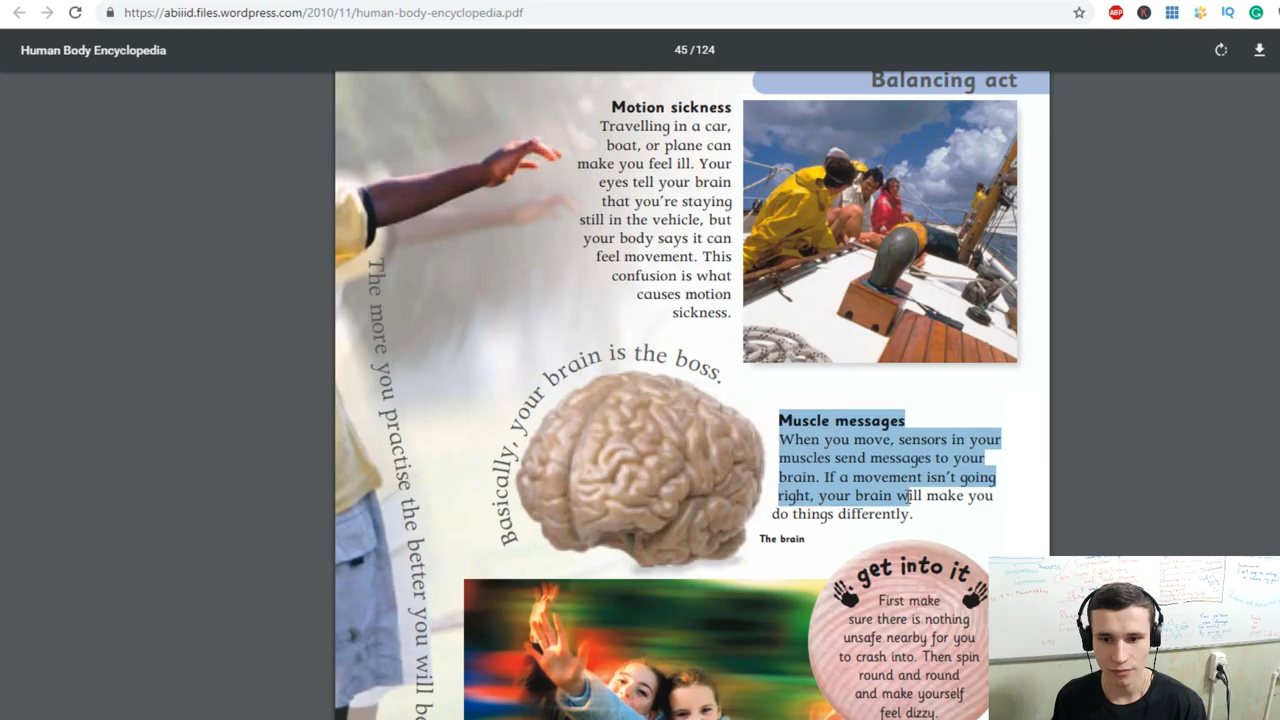 https://abiiid.files.wordpress.com/2010/11/human-body-encyclopedia.pdf
ABP
K
IQ
G
Human Body Encyclopedia
45 / 124
Balancing act
Motion sickness
Travelling in a car,
boat, or plane can
make you feel ill. Your
eyes tell your brain
that you're staying
still in the vehicle, but
your body says it can
feel movement. This
confusion is what
causes motion
sickness.
The more you practise the better you will be
Basically, your brain is the boss.
Muscle messages
When you move, sensors in your
muscles send messages to your
brain. If a movement isn't going
right, your brain will make you
do things differently.
The brain
get into it
First make
sure there is nothing
unsafe nearby for you
to crash into. Then spin
round and round
and make yourself
feel dizzy.